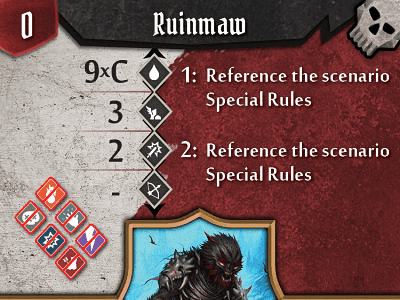 0
Ruinmaw
9xC
3
2
-
1: Reference the scenario
Special Rules
2: Reference the scenario
Special Rules